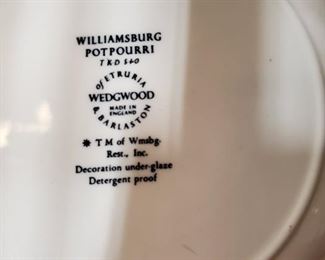 WILLIAMSBURG
POTPOURRI
TKD 540
of ETRURIA
WEDGWOOD
MADE IN
ENGLAND
& BARLASTON
* TM of Wmsbg.
Rest., Inc.
Decoration under-glaze
Detergent proof